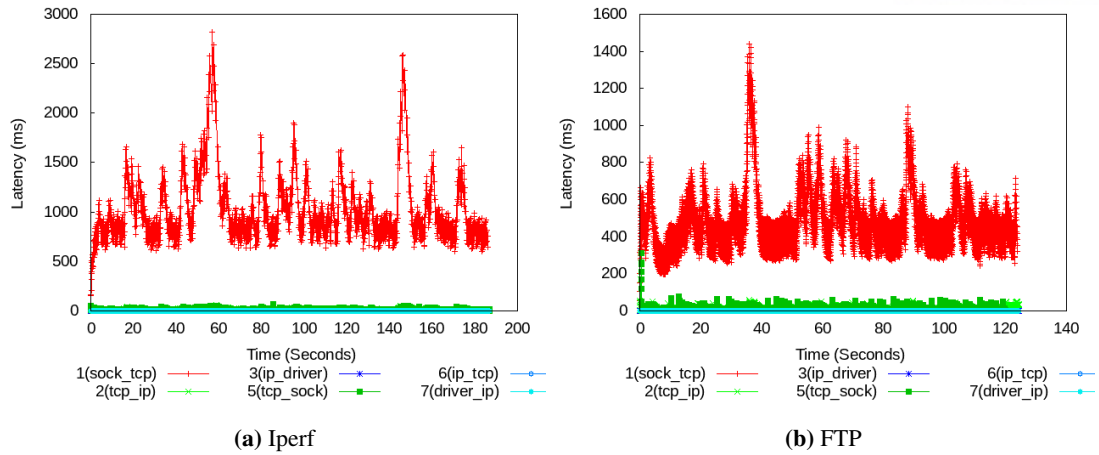 3000
2500
2000
1500
1000
500
0
Latency (ms)
0 20 40 60 80 100 120 140 160 180 200
Time (Seconds)
1(sock_tcp) 3(ip_driver) 6(ip_tcp)
2(tcp_ip) 5(tcp_sock) 7(driver_ip)
(a) Iperf
1600
1400
1200
1000
800
600
400
200
0
Latency (ms)
0 20 40 60 80 100 120 140
Time (Seconds)
1(sock_tcp) 3(ip_driver) 6(ip_tcp)
2(tcp_ip) 5(tcp_sock) 7(driver_ip)
(b) FTP